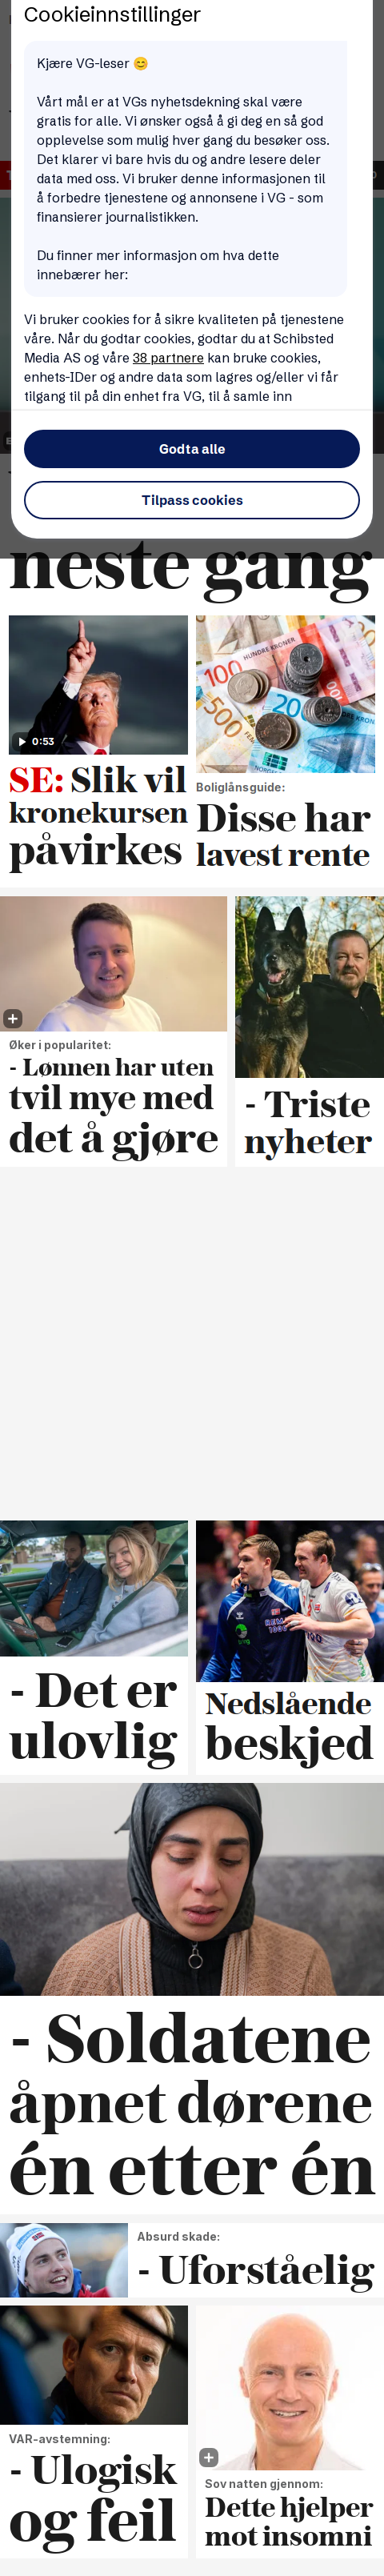 Cookieinnstillinger
Kjære VG-leser 😊
Vårt mål er at VGs nyhetsdekning skal være
gratis for alle. Vi ønsker også å gi deg en så god
opplevelse som mulig hver gang du besøker oss.
Det klarer vi bare hvis du og andre lesere deler
data med oss. Vi bruker denne informasjonen til
å forbedre tjenestene og annonsene i VG - som
finansierer journalistikken.
Du finner mer informasjon om hva dette
innebærer her:
Vi bruker cookies for å sikre kvaliteten på tjenestene
våre. Når du godtar cookies, godtar du at Schibsted
Media AS og våre 38 partnere kan bruke cookies,
enhets-IDer og andre data som lagres og/eller vi får
tilgang til på din enhet fra VG, til å samle inn
Godta alle
Tilpass cookies
neste gang
0:53
SE: Slik vil
kronekursen
påvirkes
HUNDRE KRONER
100
500
20
Boliglånsguide:
Disse har
lavest rente
Øker i popularitet:
- Lønnen har uten
tvil mye med
det å gjøre
- Triste
nyheter
- Det er
ulovlig
Nedslående
beskjed
- Soldatene
åpnet dørene
én etter én
Absurd skade:
- Uforståelig
VAR-avstemning:
- Ulogisk
og feil
Sov natten gjennom:
Dette hjelper
mot insomni